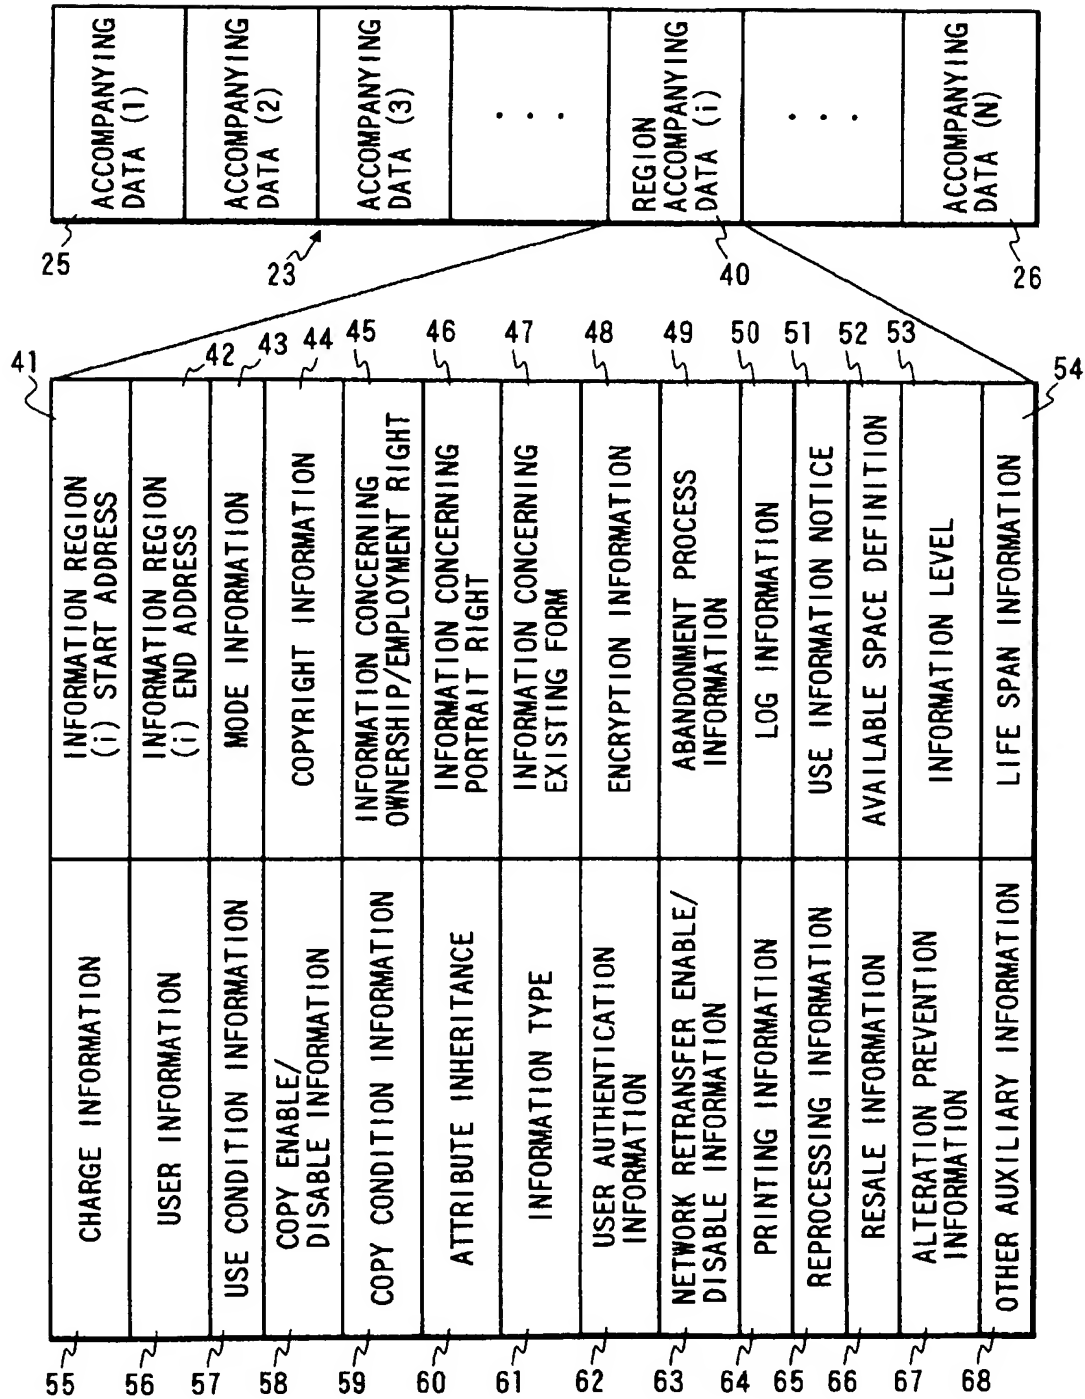 ACCOMPANYING
DATA (1)
ACCOMPANYING
DATA (2)
ACCOMPANYING
DATA (3)
. . .
REGION
ACCOMPANYING
DATA (i)
. . .
ACCOMPANYING
DATA (N)
25
23
40
26
41
INFORMATION REGION
(i) START ADDRESS
42
INFORMATION REGION
(i) END ADDRESS
43
MODE INFORMATION
44
COPYRIGHT INFORMATION
45
INFORMATION CONCERNING
OWNERSHIP/EMPLOYMENT RIGHT
46
INFORMATION CONCERNING
PORTRAIT RIGHT
47
INFORMATION CONCERNING
EXISTING FORM
48
ENCRYPTION INFORMATION
49
ABANDONMENT PROCESS
INFORMATION
50
LOG INFORMATION
51
USE INFORMATION NOTICE
52
AVAILABLE SPACE DEFINITION
53
INFORMATION LEVEL
54
LIFE SPAN INFORMATION
55
CHARGE INFORMATION
56
USER INFORMATION
57
USE CONDITION INFORMATION
58
COPY ENABLE/
DISABLE INFORMATION
59
COPY CONDITION INFORMATION
60
ATTRIBUTE INHERITANCE
61
INFORMATION TYPE
62
USER AUTHENTICATION
INFORMATION
63
NETWORK RETRANSFER ENABLE/
DISABLE INFORMATION
64
PRINTING INFORMATION
65
REPROCESSING INFORMATION
66
RESALE INFORMATION
67
ALTERATION PREVENTION
INFORMATION
68
OTHER AUXILIARY INFORMATION